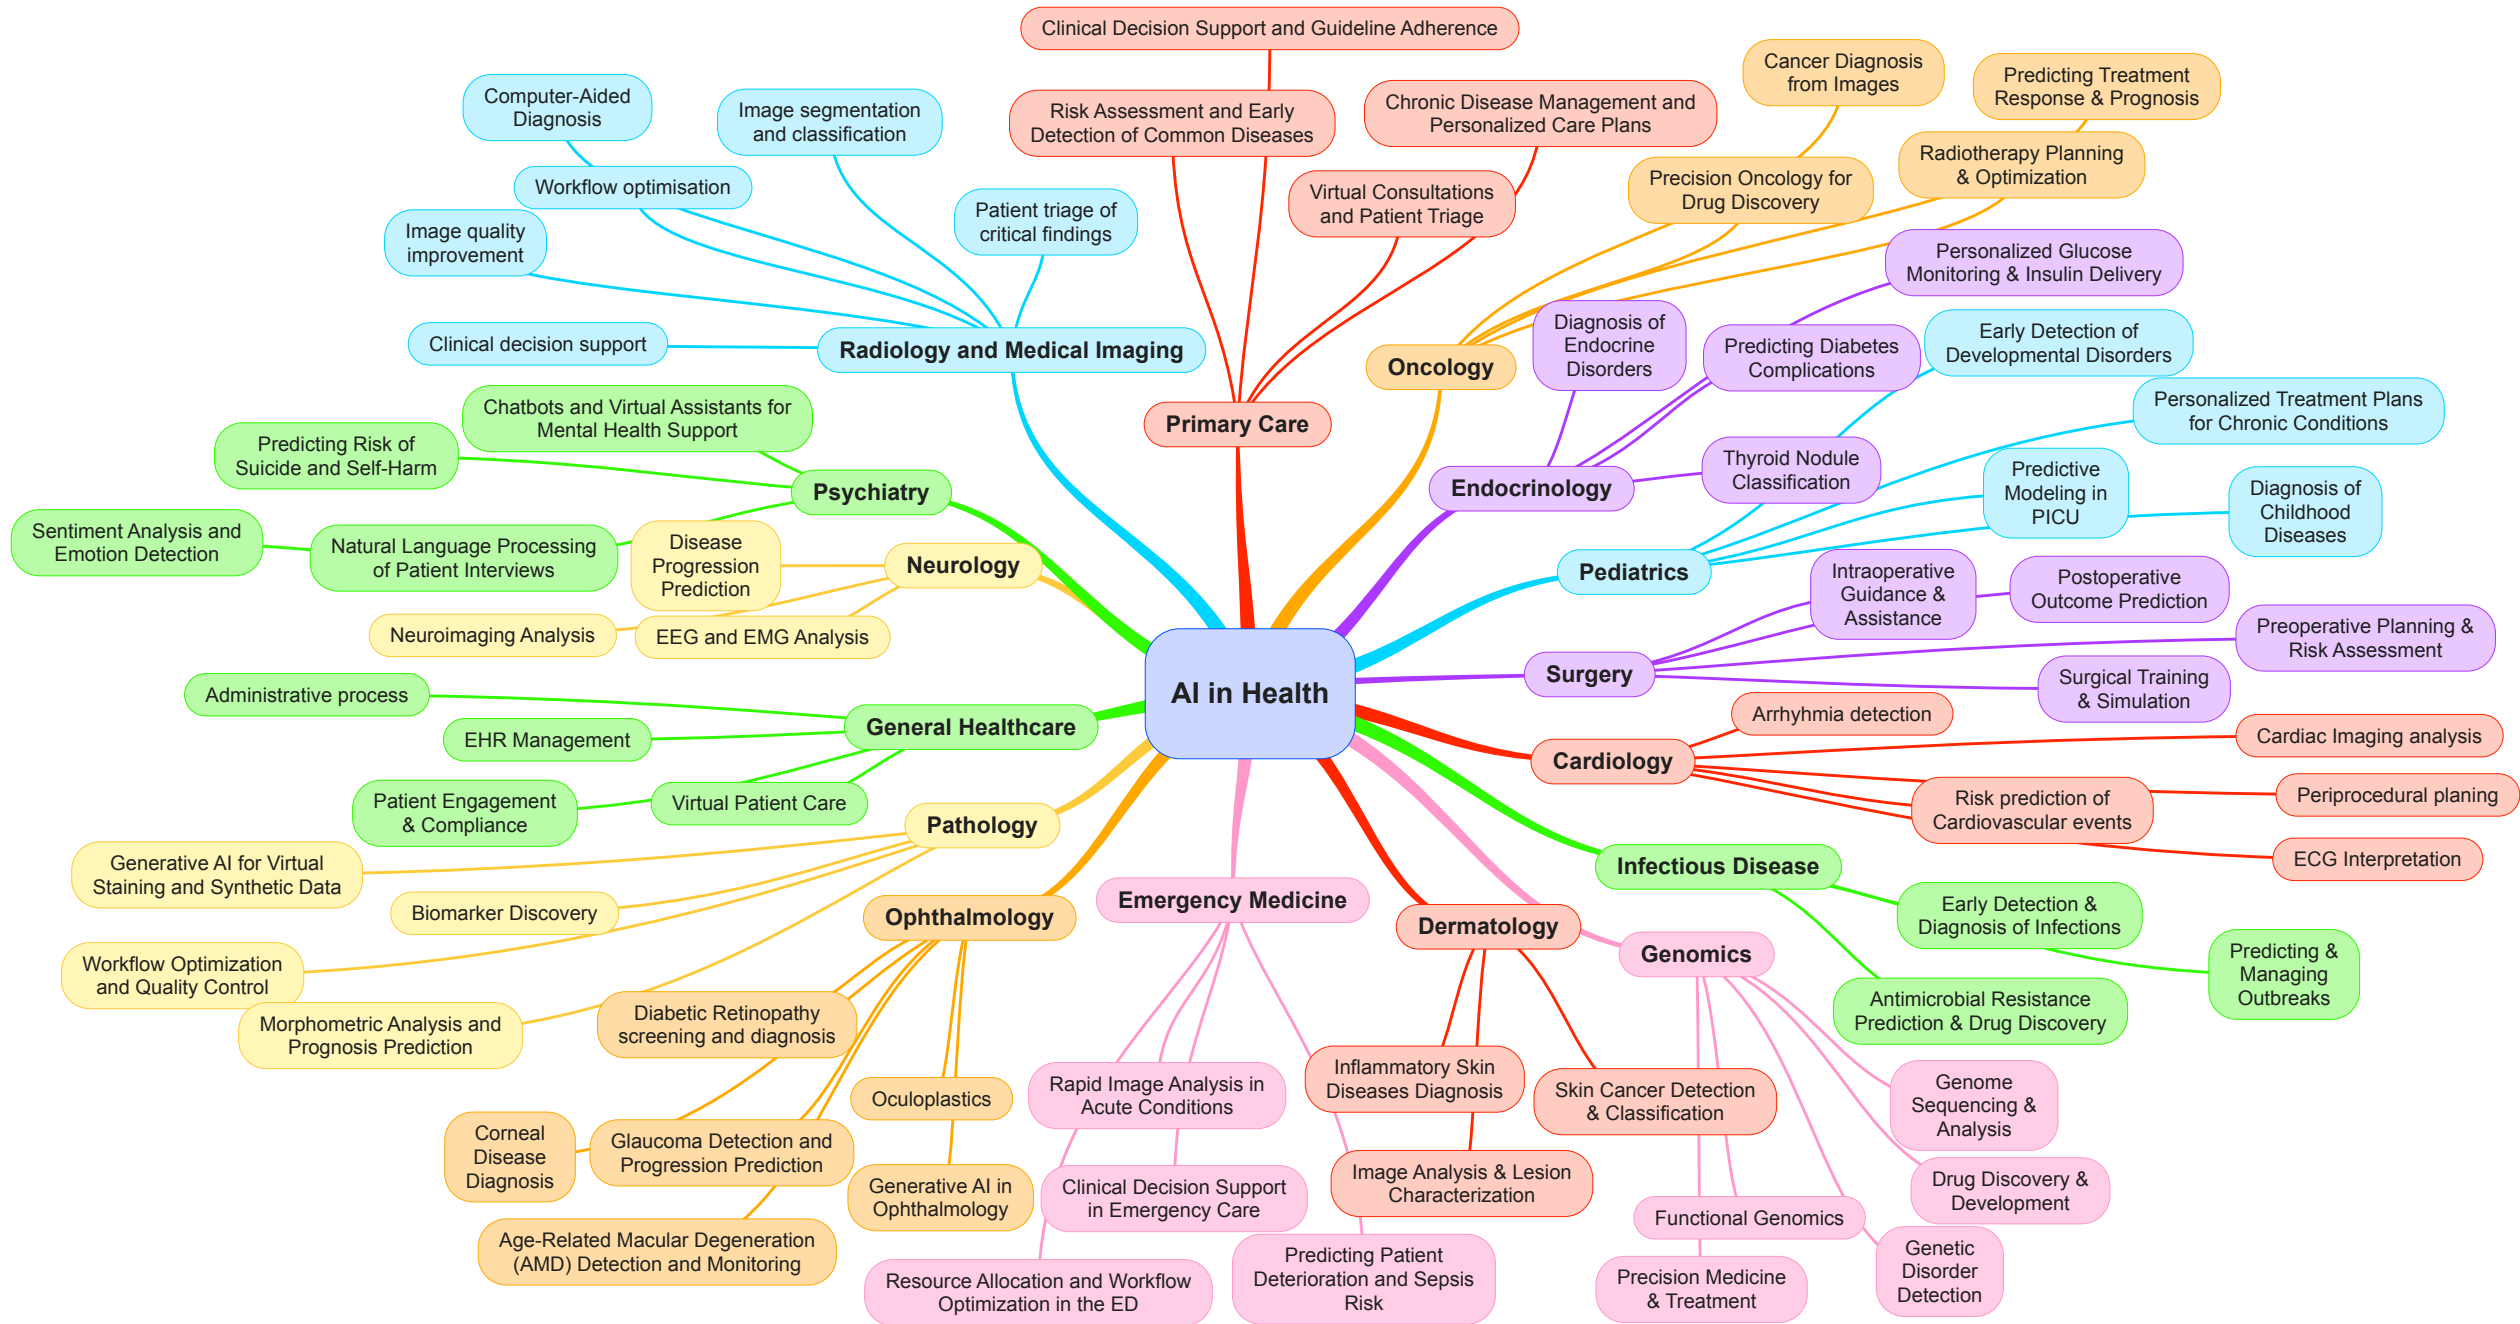 Clinical Decision Support and Guideline Adherence
Computer-Aided
Diagnosis
Image segmentation
and classification
Risk Assessment and Early
Detection of Common Diseases
Chronic Disease Management and
Personalized Care Plans
Cancer Diagnosis
from Images
Predicting Treatment
Response & Prognosis
Workflow optimisation
Patient triage of
critical findings
Virtual Consultations
and Patient Triage
Precision Oncology for
Drug Discovery
Radiotherapy Planning
& Optimization
Image quality
improvement
Clinical decision support
Radiology and Medical Imaging
Primary Care
Oncology
Personalized Glucose
Monitoring & Insulin Delivery
Diagnosis of
Endocrine
Disorders
Predicting Diabetes
Complications
Early Detection of
Developmental Disorders
Personalized Treatment Plans
for Chronic Conditions
Chatbots and Virtual Assistants for
Mental Health Support
Predicting Risk of
Suicide and Self-Harm
Psychiatry
Endocrinology
Thyroid Nodule
Classification
Predictive
Modeling in
PICU
Diagnosis of
Childhood
Diseases
Sentiment Analysis and
Emotion Detection
Natural Language Processing
of Patient Interviews
Disease
Progression
Prediction
Neurology
Pediatrics
Intraoperative
Guidance &
Assistance
Postoperative
Outcome Prediction
Neuroimaging Analysis
EEG and EMG Analysis
Preoperative Planning &
Risk Assessment
Surgery
Surgical Training
& Simulation
AI in Health
Administrative process
General Healthcare
EHR Management
Arrhyhmia detection
Cardiac Imaging analysis
Cardiology
Patient Engagement
& Compliance
Virtual Patient Care
Pathology
Risk prediction of
Cardiovascular events
Periprocedural planing
ECG Interpretation
Generative AI for Virtual
Staining and Synthetic Data
Biomarker Discovery
Ophthalmology
Emergency Medicine
Dermatology
Infectious Disease
Early Detection &
Diagnosis of Infections
Genomics
Workflow Optimization
and Quality Control
Predicting &
Managing
Outbreaks
Morphometric Analysis and
Prognosis Prediction
Diabetic Retinopathy
screening and diagnosis
Antimicrobial Resistance
Prediction & Drug Discovery
Oculoplastics
Rapid Image Analysis in
Acute Conditions
Inflammatory Skin
Diseases Diagnosis
Skin Cancer Detection
& Classification
Genome
Sequencing &
Analysis
Corneal
Disease
Diagnosis
Glaucoma Detection and
Progression Prediction
Generative AI in
Ophthalmology
Clinical Decision Support
in Emergency Care
Image Analysis & Lesion
Characterization
Drug Discovery &
Development
Functional Genomics
Age-Related Macular Degeneration
(AMD) Detection and Monitoring
Resource Allocation and Workflow
Optimization in the ED
Predicting Patient
Deterioration and Sepsis
Risk
Precision Medicine
& Treatment
Genetic
Disorder
Detection